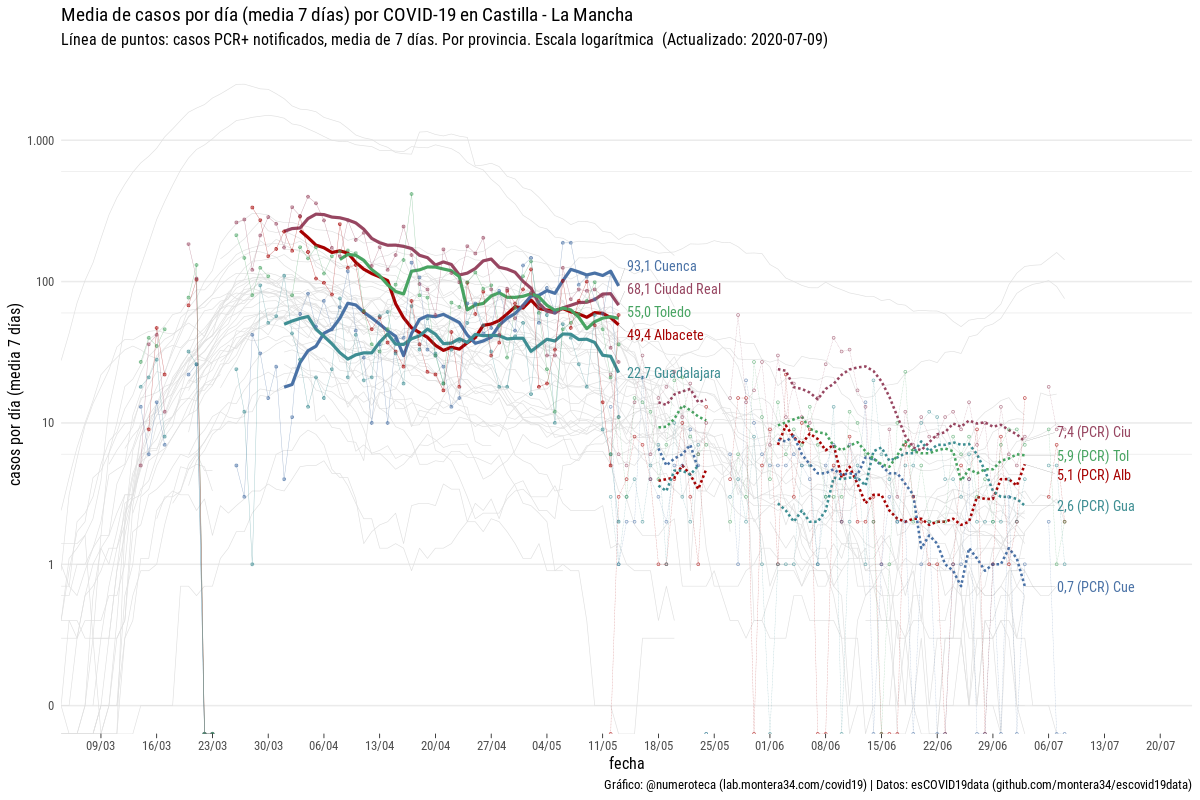 Media de casos por día (media 7 días) por COVID-19 en Castilla - La Mancha
Línea de puntos: casos PCR+ notificados, media de 7 días. Por provincia. Escala logarítmica (Actualizado: 2020-07-09)
casos por día (media 7 días)
1.000
100
10
1
0
93,1 Cuenca
68,1 Ciudad Real
55,0 Toledo
49,4 Albacete
22,7 Guadalajara
7,4 (PCR) Ciu
5,9 (PCR) Tol
5,1 (PCR) Alb
2,6 (PCR) Gua
0,7 (PCR) Cue
09/03 16/03 23/03 30/03 06/04 13/04 20/04 27/04 04/05 11/05 18/05 25/05 01/06 08/06 15/06 22/06 29/06 06/07 13/07 20/07
fecha
Gráfico: @numeroteca (lab.montera34.com/covid19) | Datos: esCOVID19data (github.com/montera34/escovid19data)